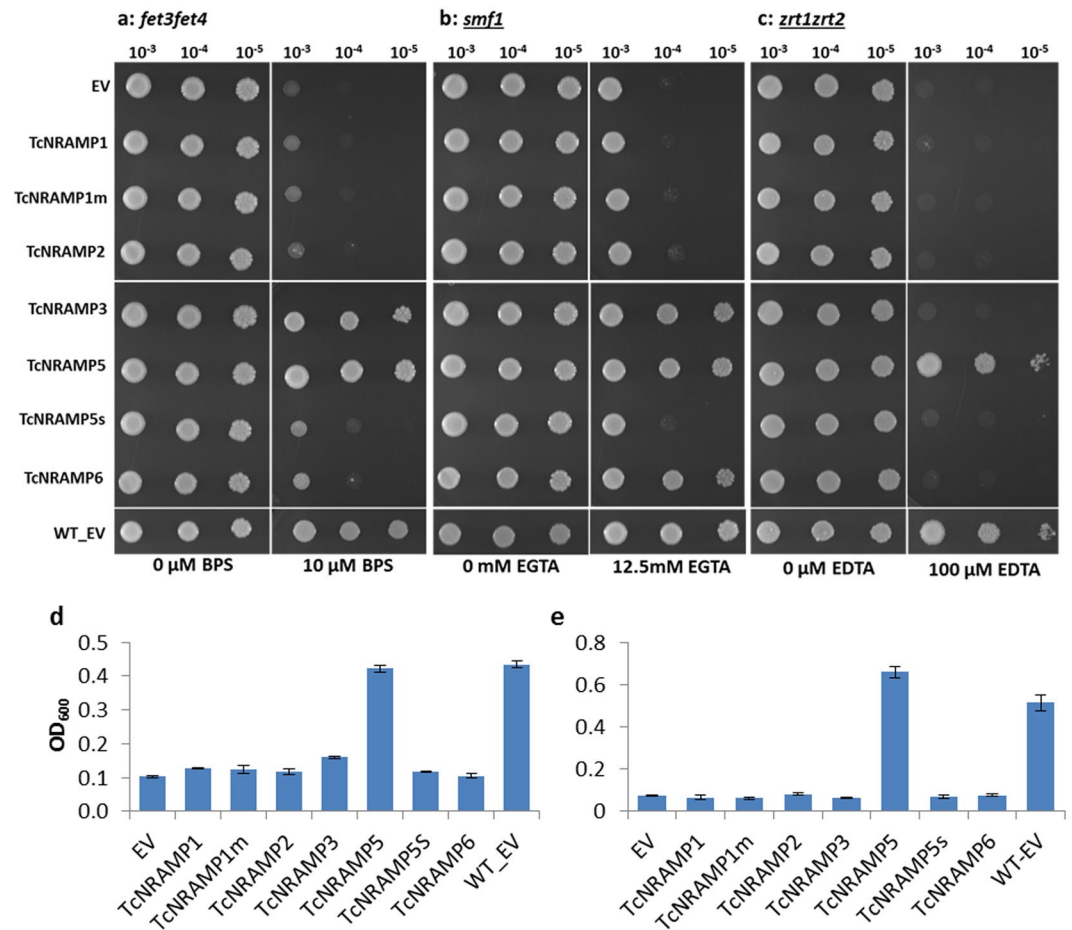 a: fet3fet4 b: smf1 c: zrt1zrt2
10-3 10-4 10-5 10-3 10-4 10-5 10-3 10-4 10-5 10-3 10-4 10-5 10-3 10-4 10-5 10-3 10-4 10-5
EV
TcNRAMP1
TcNRAMP1m
TcNRAMP2
TcNRAMP3
TcNRAMP5
TcNRAMP5s
TcNRAMP6
WT_EV
0 µM BPS 10 µM BPS 0 mM EGTA 12.5mM EGTA 0 µM EDTA 100 µM EDTA
d
0.5
0.4
0.3
0.2
0.1
0.0
OD600
EV TcNRAMP1 TcNRAMP1m TcNRAMP2 TcNRAMP3 TcNRAMP5 TcNRAMP5S TcNRAMP6 WT_EV
e
0.8
0.6
0.4
0.2
0
EV TcNRAMP1 TcNRAMP1m TcNRAMP2 TcNRAMP3 TcNRAMP5 TcNRAMP5s TcNRAMP6 WT-EV